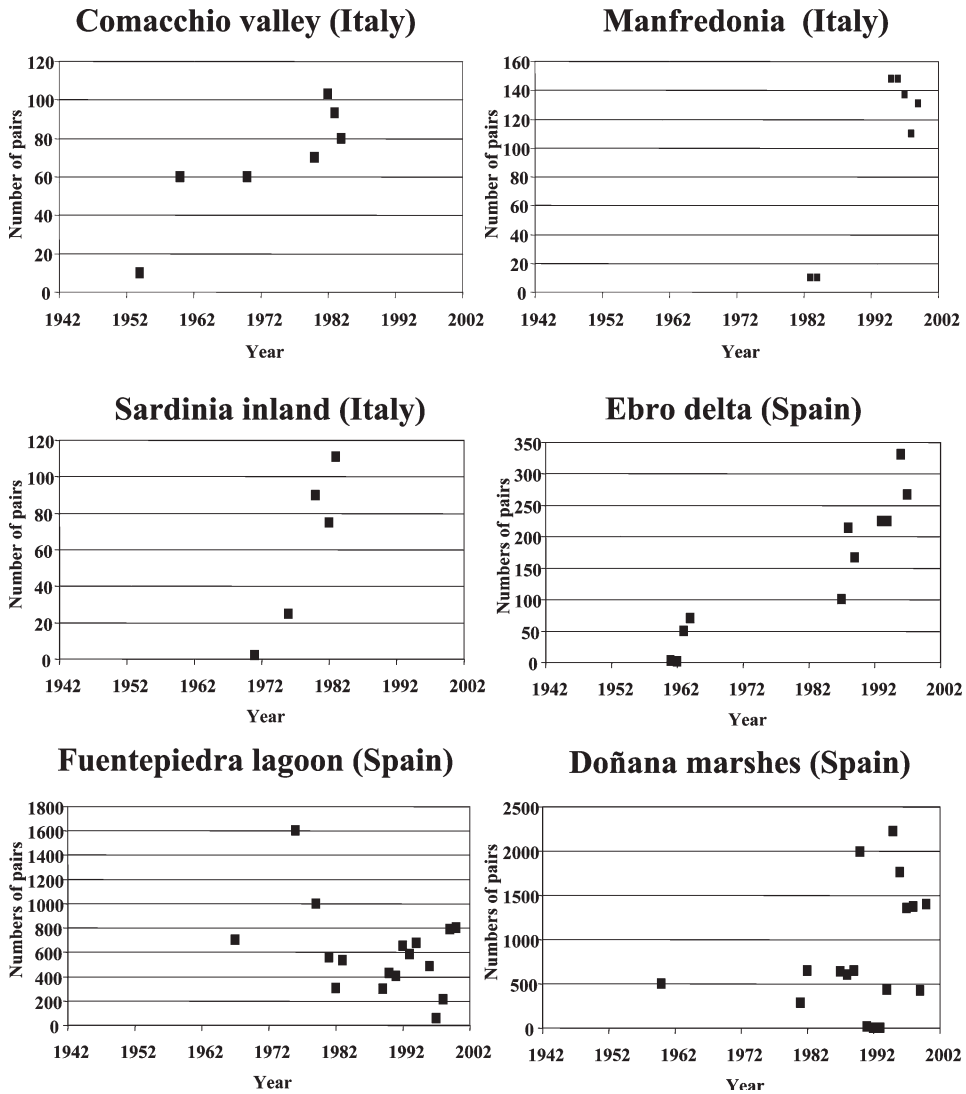 Comacchio valley (Italy)
Number of pairs
120
100
80
60
40
20
0
1942 1952 1962 1972 1982 1992 2002
Year
Manfredonia (Italy)
Number of pairs
160
140
120
100
80
60
40
20
0
1942 1952 1962 1972 1982 1992 2002
Year
Sardinia inland (Italy)
Number of pairs
120
100
80
60
40
20
0
1942 1952 1962 1972 1982 1992 2002
Year
Ebro delta (Spain)
Numbers of pairs
350
300
250
200
150
100
50
0
1942 1952 1962 1972 1982 1992 2002
Year
Fuentepiedra lagoon (Spain)
Numbers of pairs
1800
1600
1400
1200
1000
800
600
400
200
0
1942 1952 1962 1972 1982 1992 2002
Year
Doñana marshes (Spain)
Numbers of pairs
2500
2000
1500
1000
500
0
1942 1952 1962 1972 1982 1992 2002
Year